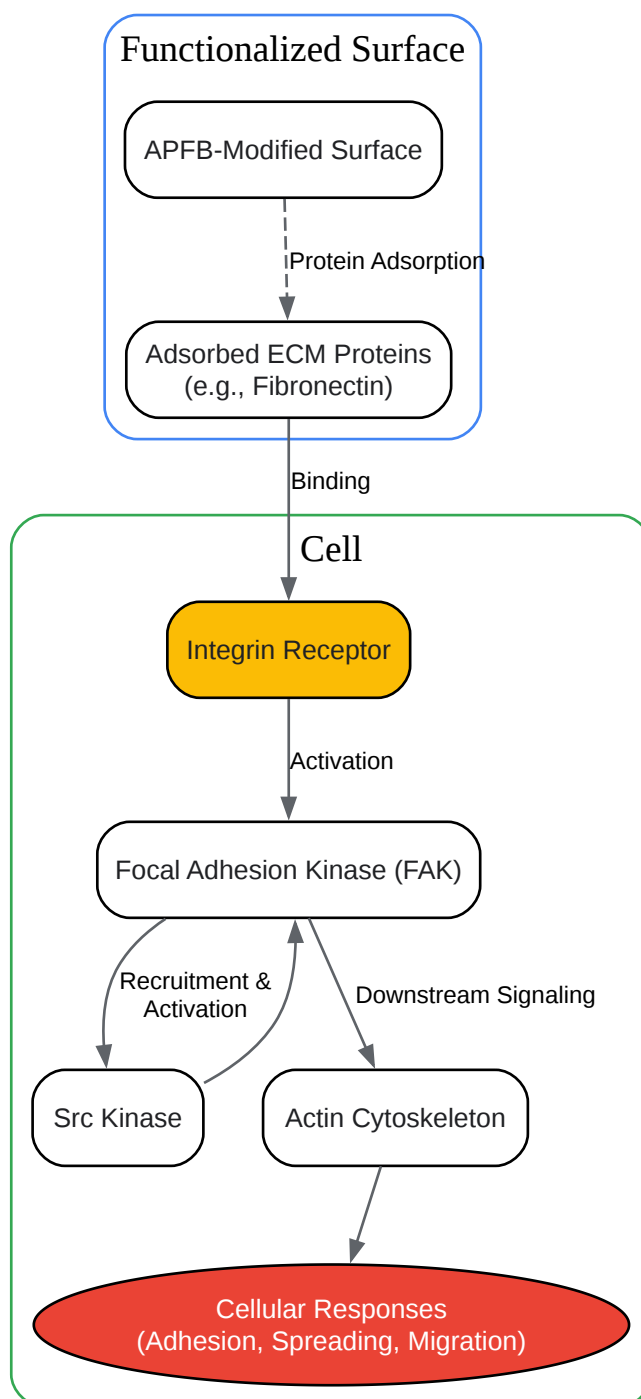 Functionalized Surface
APFB-Modified Surface
Protein Adsorption
Adsorbed ECM Proteins
(e.g., Fibronectin)
Binding
Cell
Integrin Receptor
Activation
Focal Adhesion Kinase (FAK)
Recruitment &
Activation
Downstream Signaling
Src Kinase
Actin Cytoskeleton
Cellular Responses
(Adhesion, Spreading, Migration)